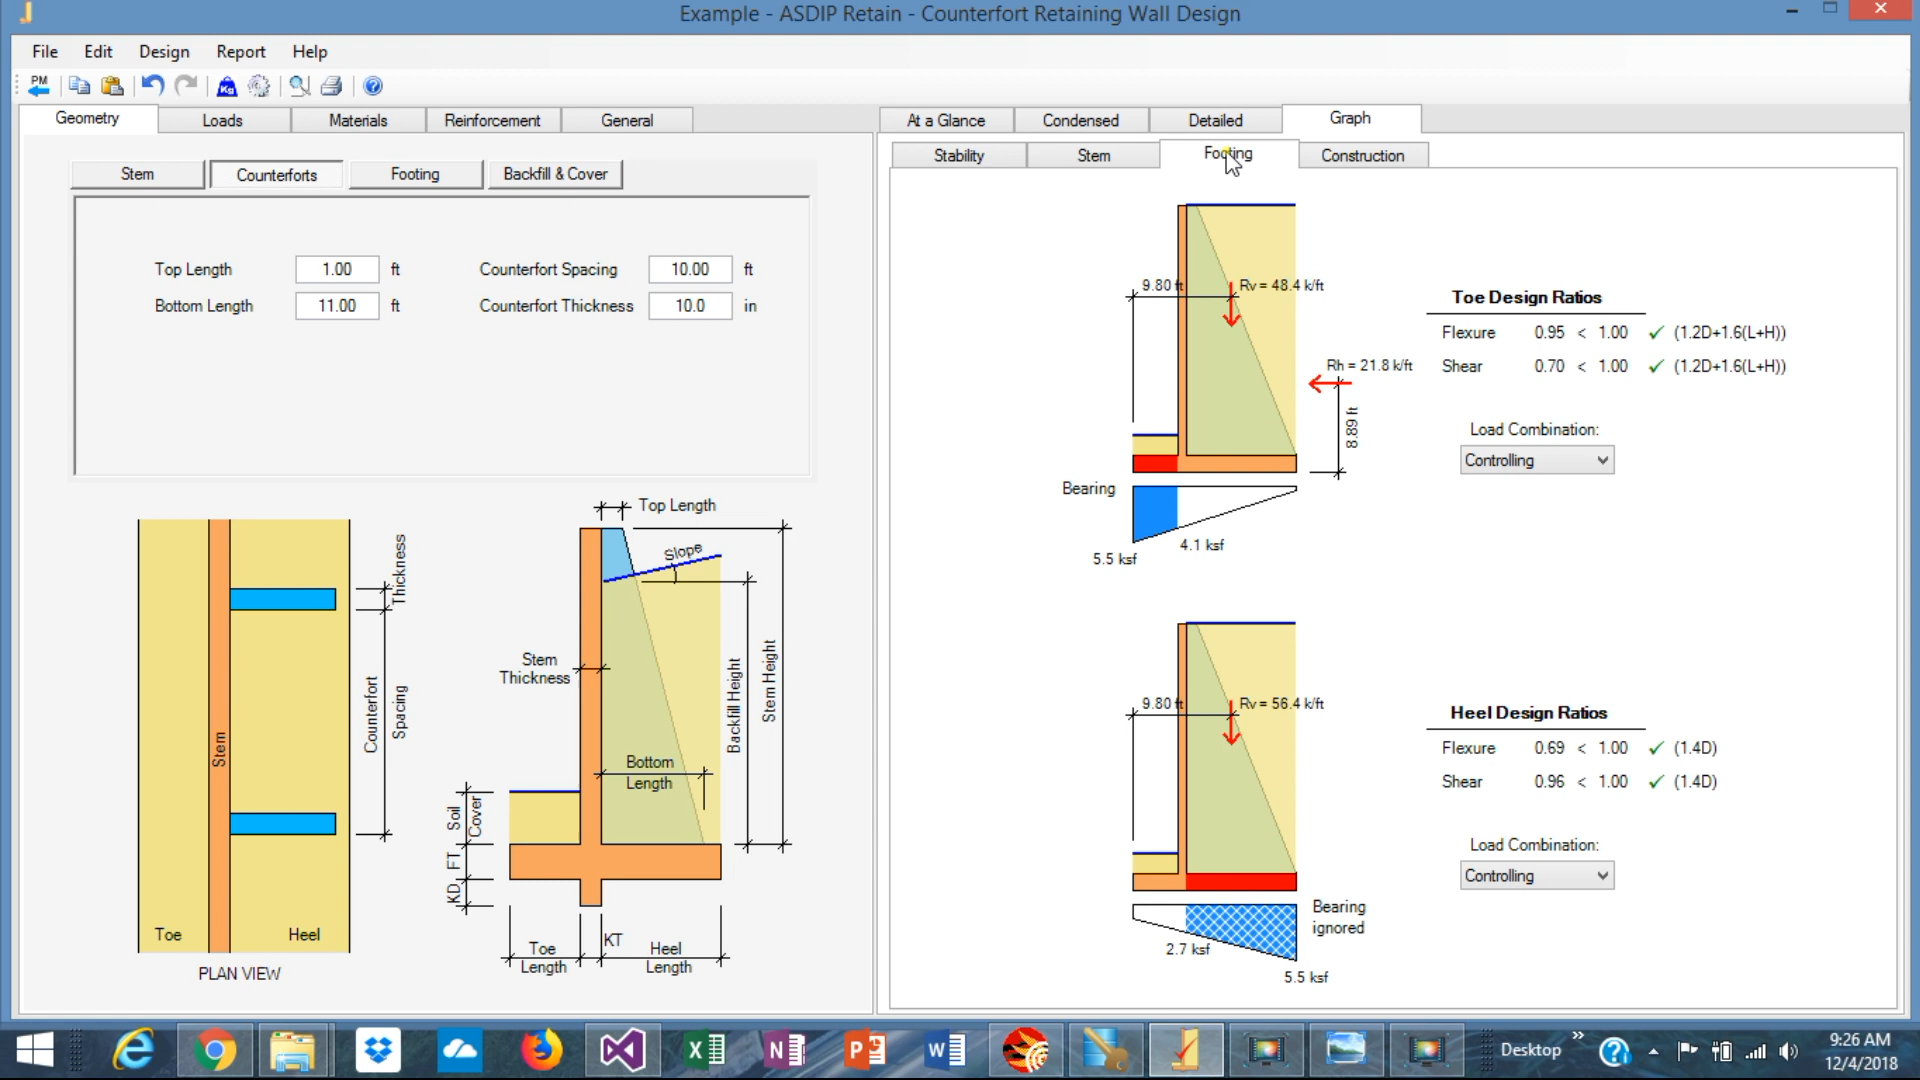 Example - ASDIP Retain - Counterfort Retaining Wall Design
File Edit Design Report Help
PM Kg
Geometry Loads Materials Reinforcement General
Stem Counterforts Footing Backfill & Cover
Top Length 1.00 ft Counterfort Spacing 10.00 ft
Bottom Length 11.00 ft Counterfort Thickness 10.0 in
Thickness
Counterfort
Spacing
Stem
Toe
Heel
PLAN VIEW
Top Length
Slope
Stem
Thickness
Backfill Height
Stem Height
Bottom
Length
Soil
Cover
FT
KD
KT
Toe
Length
Heel
Length
At a Glance Condensed Detailed Graph
Stability Stem Footing Construction
9.80 ft Rv = 48.4 k/ft
Rh = 21.8 k/ft
8.89 ft
Bearing
4.1 ksf
5.5 ksf
Toe Design Ratios
Flexure 0.95 < 1.00 ✓ (1.2D+1.6(L+H))
Shear 0.70 < 1.00 ✓ (1.2D+1.6(L+H))
Load Combination:
Controlling
9.80 ft Rv = 56.4 k/ft
Bearing
ignored
2.7 ksf
5.5 ksf
Heel Design Ratios
Flexure 0.69 < 1.00 ✓ (1.4D)
Shear 0.96 < 1.00 ✓ (1.4D)
Load Combination:
Controlling
Desktop
9:26 AM
12/4/2018